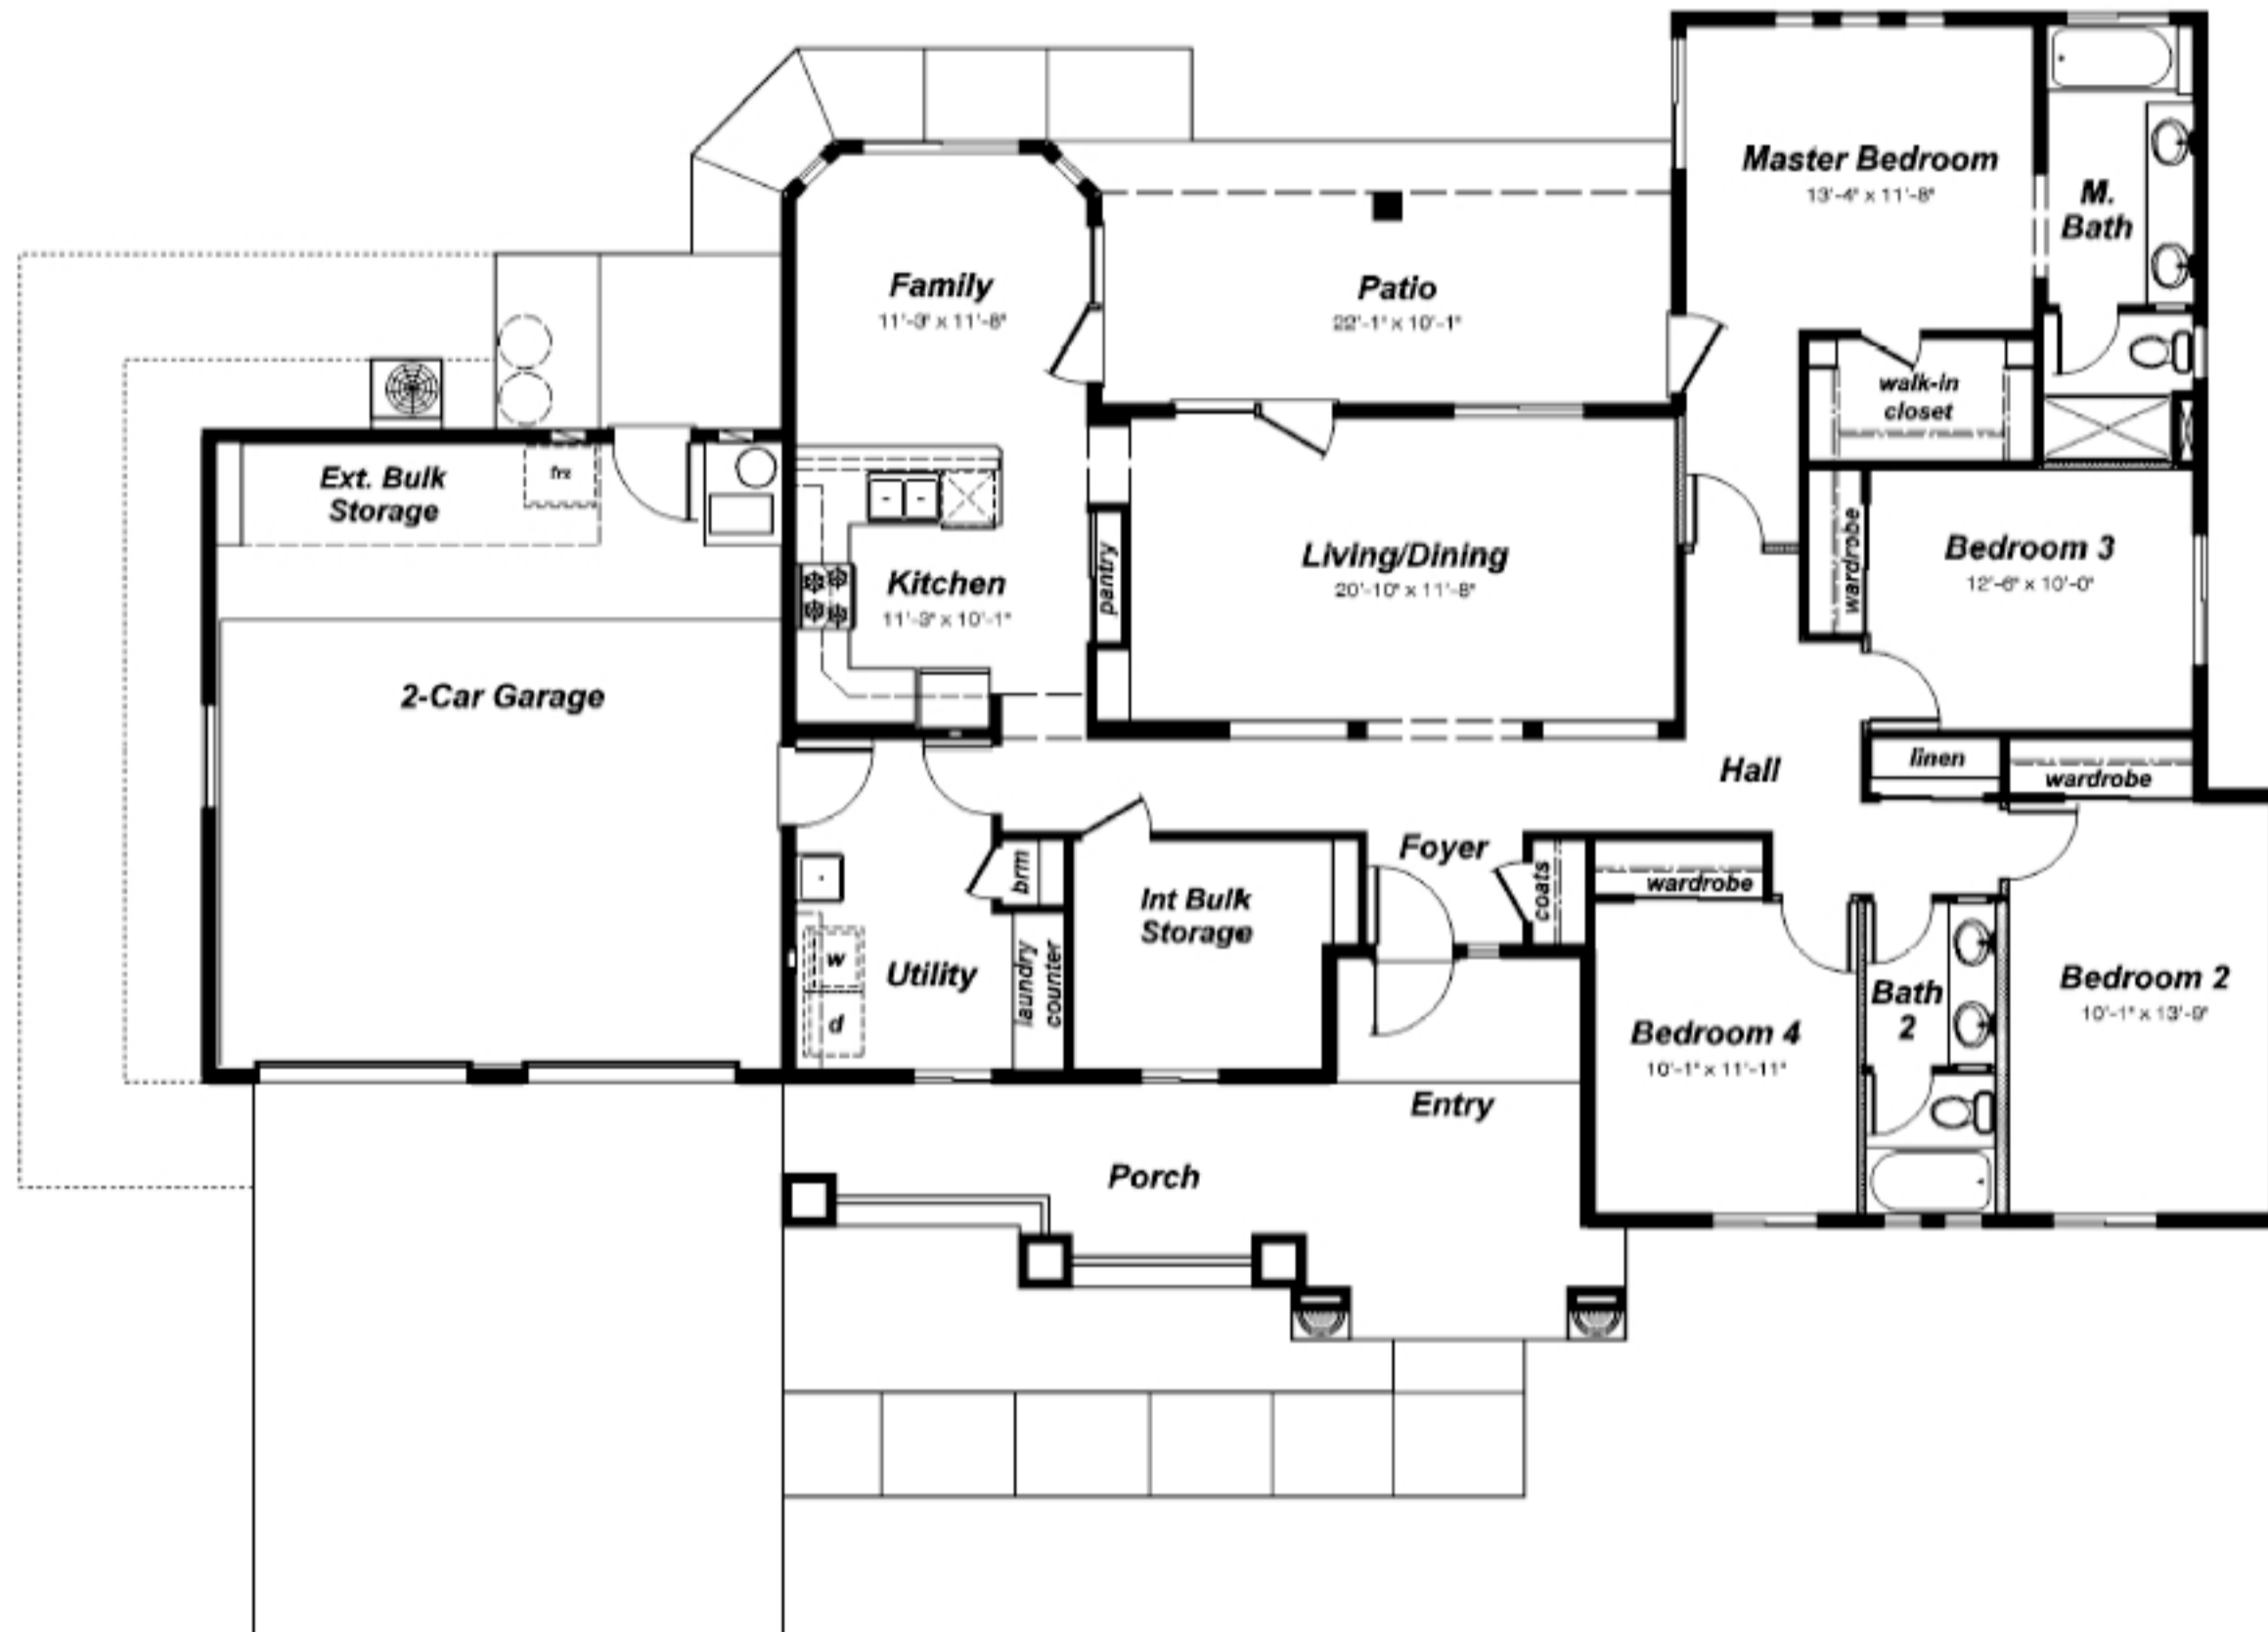 Master Bedroom
13'-4" x 11'-8"
M.
Bath
Family
11'-3" x 11'-8"
Patio
22'-1" x 10'-1"
walk-in
closet
Ext. Bulk
Storage
frz
Kitchen
11'-3" x 10'-1"
pantry
Living/Dining
20'-10" x 11'-8"
wardrobe
Bedroom 3
12'-6" x 10'-0"
2-Car Garage
Hall
linen
wardrobe
Foyer
brm
coats
wardrobe
Int Bulk
Storage
Utility
w
d
laundry
counter
Bedroom 4
10'-1" x 11'-11"
Bath
2
Bedroom 2
10'-1" x 13'-9"
Entry
Porch